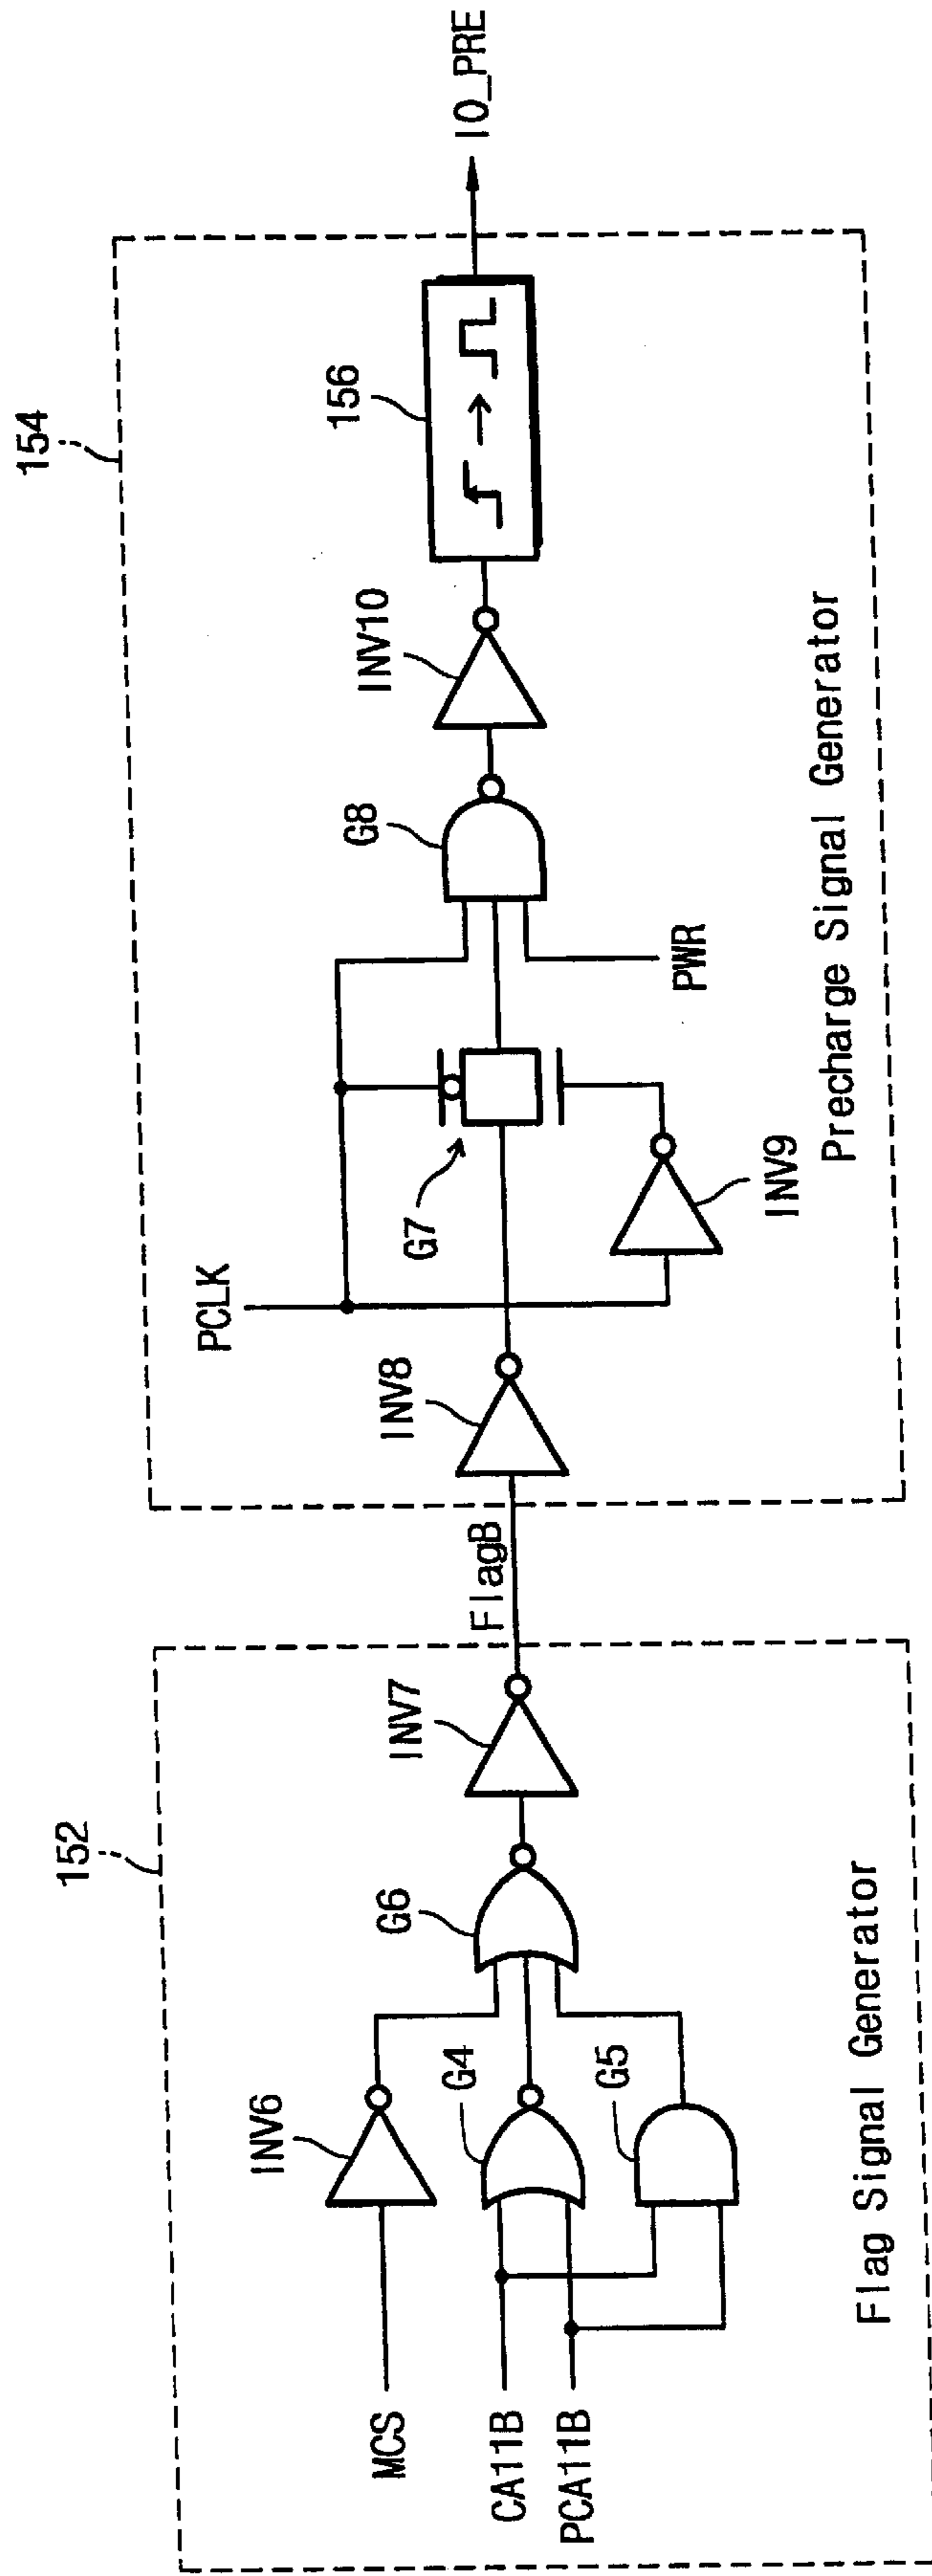 152
INV6
MCS
G4
CA11B
PCA11B
G5
G6
INV7
Flag Signal Generator
FlagB
154
INV8
PCLK
G7
INV9
PWR
G8
INV10
156
Precharge Signal Generator
IO_PRE